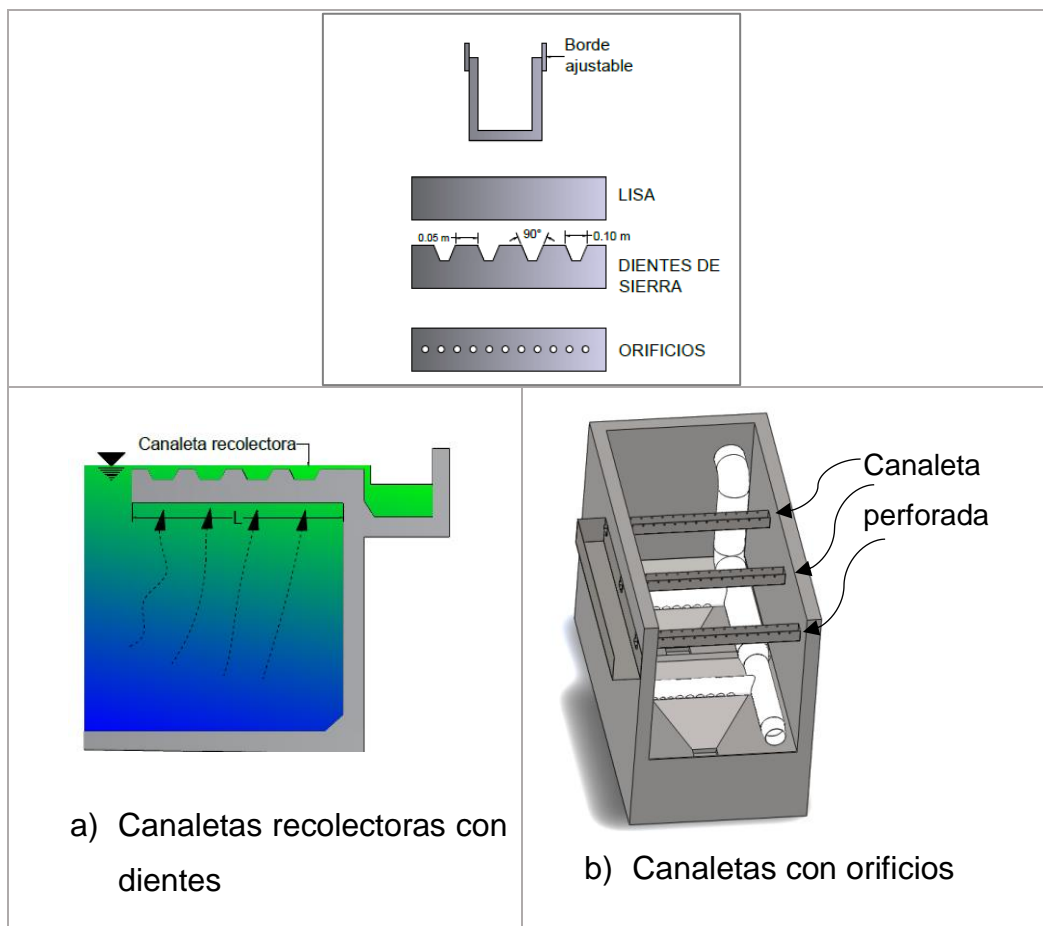 Borde
ajustable
LISA
0.05 m
90°
0.10 m
DIENTES DE
SIERRA
ORIFICIOS
Canaleta recolectora
L
a) Canaletas recolectoras con
dientes
Canaleta
perforada
b) Canaletas con orificios